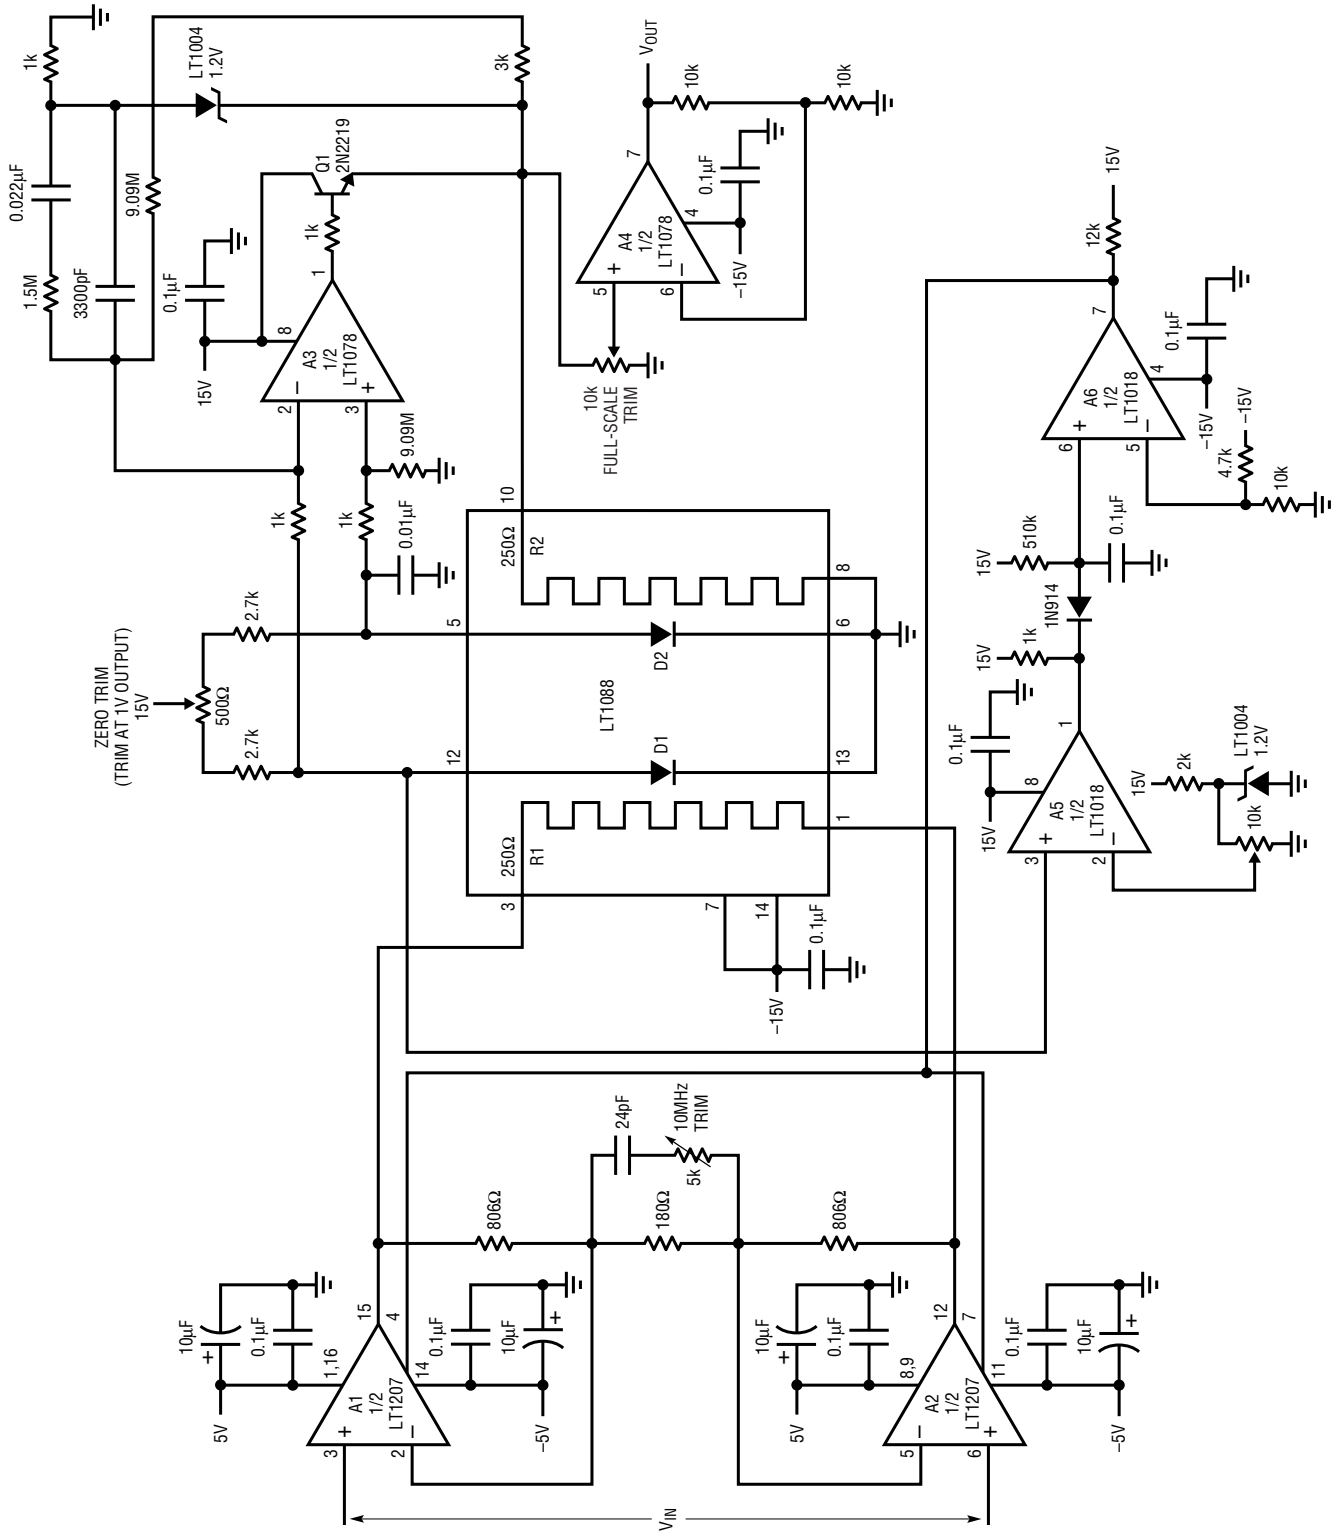 1k
LT1004
1.2V
3k
0.022µF
9.09M
1.5M
3300pF
0.1µF
15V
Q1
2N2219
1k
1
8
A3
1/2
LT1078
2
3
–
+
9.09M
1k
1k
0.01µF
ZERO TRIM
(TRIM AT 1V OUTPUT)
15V
500Ω
2.7k
2.7k
VOUT
10k
10k
7
0.1µF
4
A4
1/2
LT1078
–15V
5
6
+
–
10k
FULL-SCALE
TRIM
10
250Ω
R2
5
8
6
D2
LT1088
12
D1
13
250Ω
R1
1
3
7
14
0.1µF
–15V
15V
12k
7
0.1µF
4
A6
1/2
LT1018
–15V
6
5
+
–
4.7k
–15V
10k
510k
15V
0.1µF
1N914
1k
15V
0.1µF
1
8
15V
A5
1/2
LT1018
3
2
+
–
15V
2k
LT1004
1.2V
10k
24pF
10MHz
TRIM
5k
806Ω
180Ω
806Ω
10µF
+
0.1µF
5V
1,16
15
4
A1
1/2
LT1207
14
0.1µF
10µF
+
–5V
3
2
+
–
10µF
+
0.1µF
5V
8,9
12
7
A2
1/2
LT1207
11
0.1µF
10µF
+
–5V
5
6
–
+
VIN